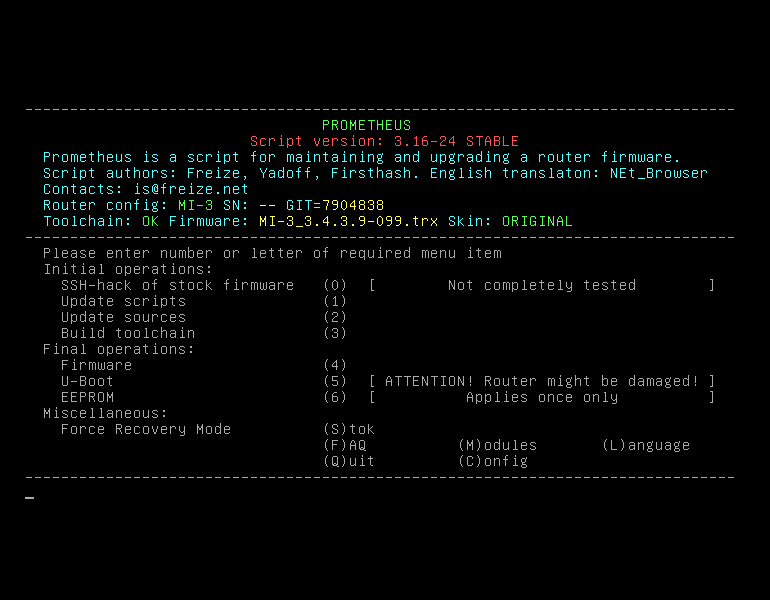 PROMETHEUS
Script version: 3.16-24 STABLE
Prometheus is a script for maintaining and upgrading a router firmware.
Script authors: Freize, Yadoff, Firsthash. English translaton: NEt_Browser
Contacts: is@freize.net
Router config: MI-3 SN: -- GIT=7904838
Toolchain: OK Firmware: MI-3_3.4.3.9-099.trx Skin: ORIGINAL
Please enter number or letter of required menu item
Initial operations:
SSH-hack of stock firmware (0) [ Not completely tested ]
Update scripts (1)
Update sources (2)
Build toolchain (3)
Final operations:
Firmware (4)
U-Boot (5) [ ATTENTION! Router might be damaged! ]
EEPROM (6) [ Applies once only ]
Miscellaneous:
Force Recovery Mode (S)tok
(F)AQ (M)odules (L)anguage
(Q)uit (C)onfig